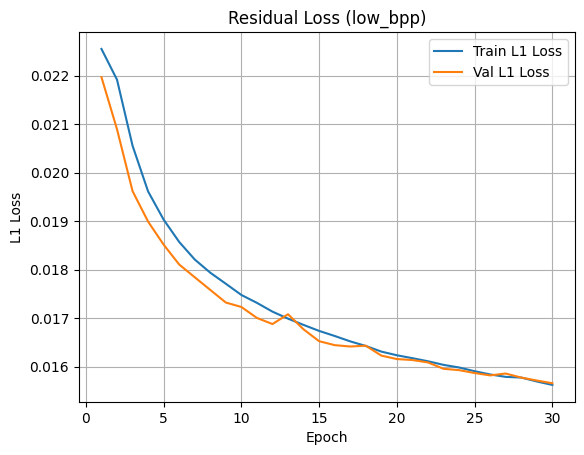 Residual Loss (low_bpp)
Train L1 Loss
Val L1 Loss
L1 Loss
0.022
0.021
0.020
0.019
0.018
0.017
0.016
0 5 10 15 20 25 30
Epoch